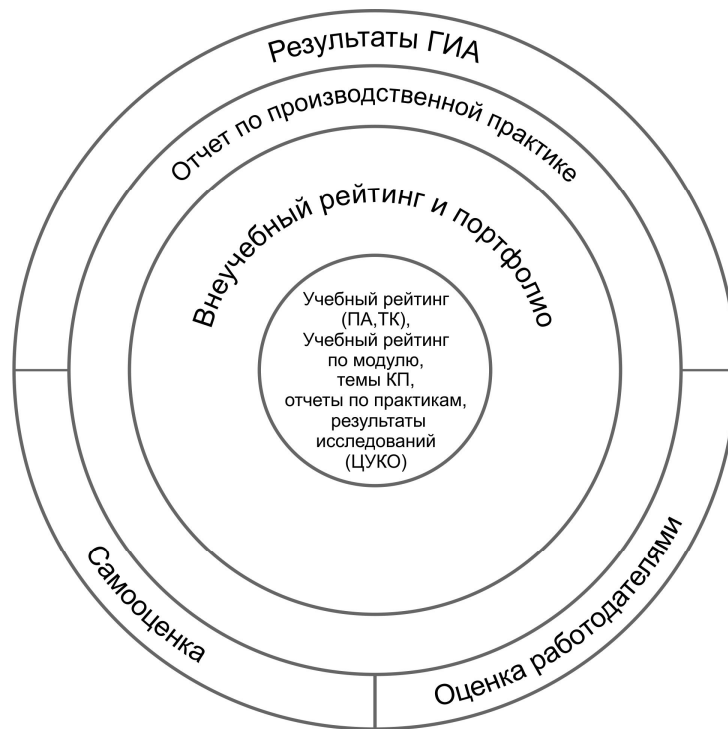 Результаты ГИА
Отчет по производственной практике
Внеучебный рейтинг и портфолио
Учебный рейтинг
(ПА,ТК),
Учебный рейтинг
по модулю,
темы КП,
отчеты по практикам,
результаты
исследований
(ЦУКО)
Самооценка
Оценка работодателями